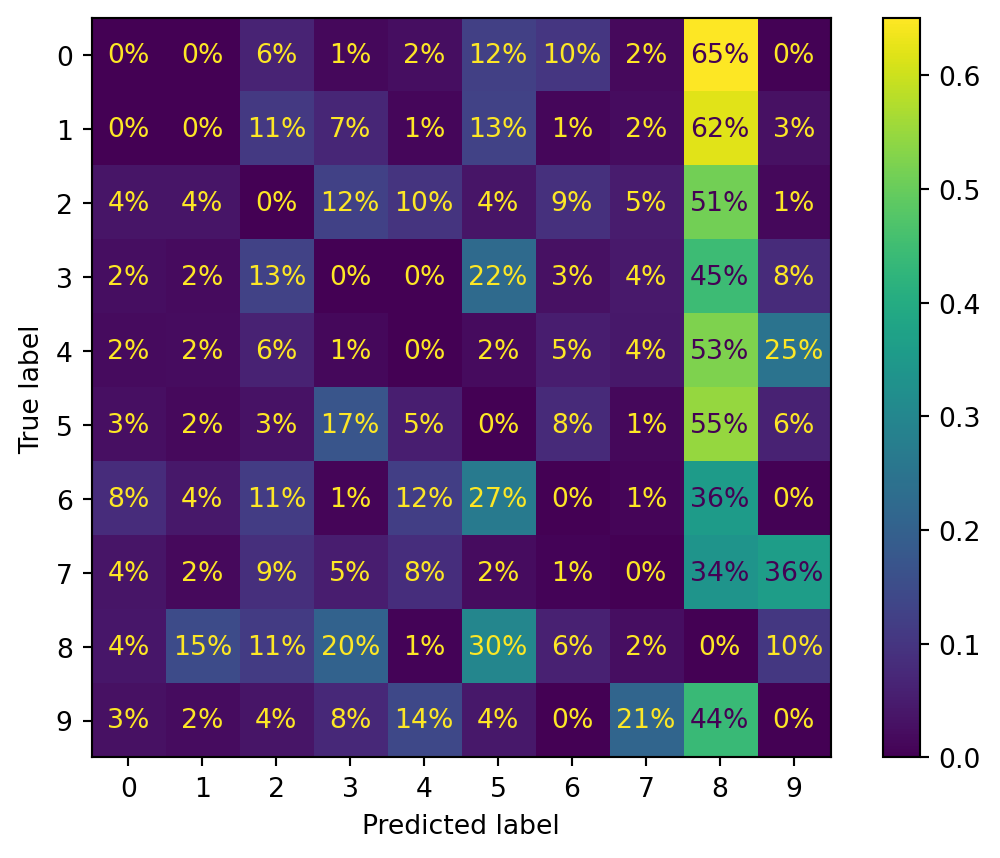 0 0% 0% 6% 1% 2% 12% 10% 2% 65% 0%
1 0% 0% 11% 7% 1% 13% 1% 2% 62% 3%
2 4% 4% 0% 12% 10% 4% 9% 5% 51% 1%
3 2% 2% 13% 0% 0% 22% 3% 4% 45% 8%
4 2% 2% 6% 1% 0% 2% 5% 4% 53% 25%
5 3% 2% 3% 17% 5% 0% 8% 1% 55% 6%
6 8% 4% 11% 1% 12% 27% 0% 1% 36% 0%
7 4% 2% 9% 5% 8% 2% 1% 0% 34% 36%
8 4% 15% 11% 20% 1% 30% 6% 2% 0% 10%
9 3% 2% 4% 8% 14% 4% 0% 21% 44% 0%
0 1 2 3 4 5 6 7 8 9
Predicted label
True label
0.6
0.5
0.4
0.3
0.2
0.1
0.0